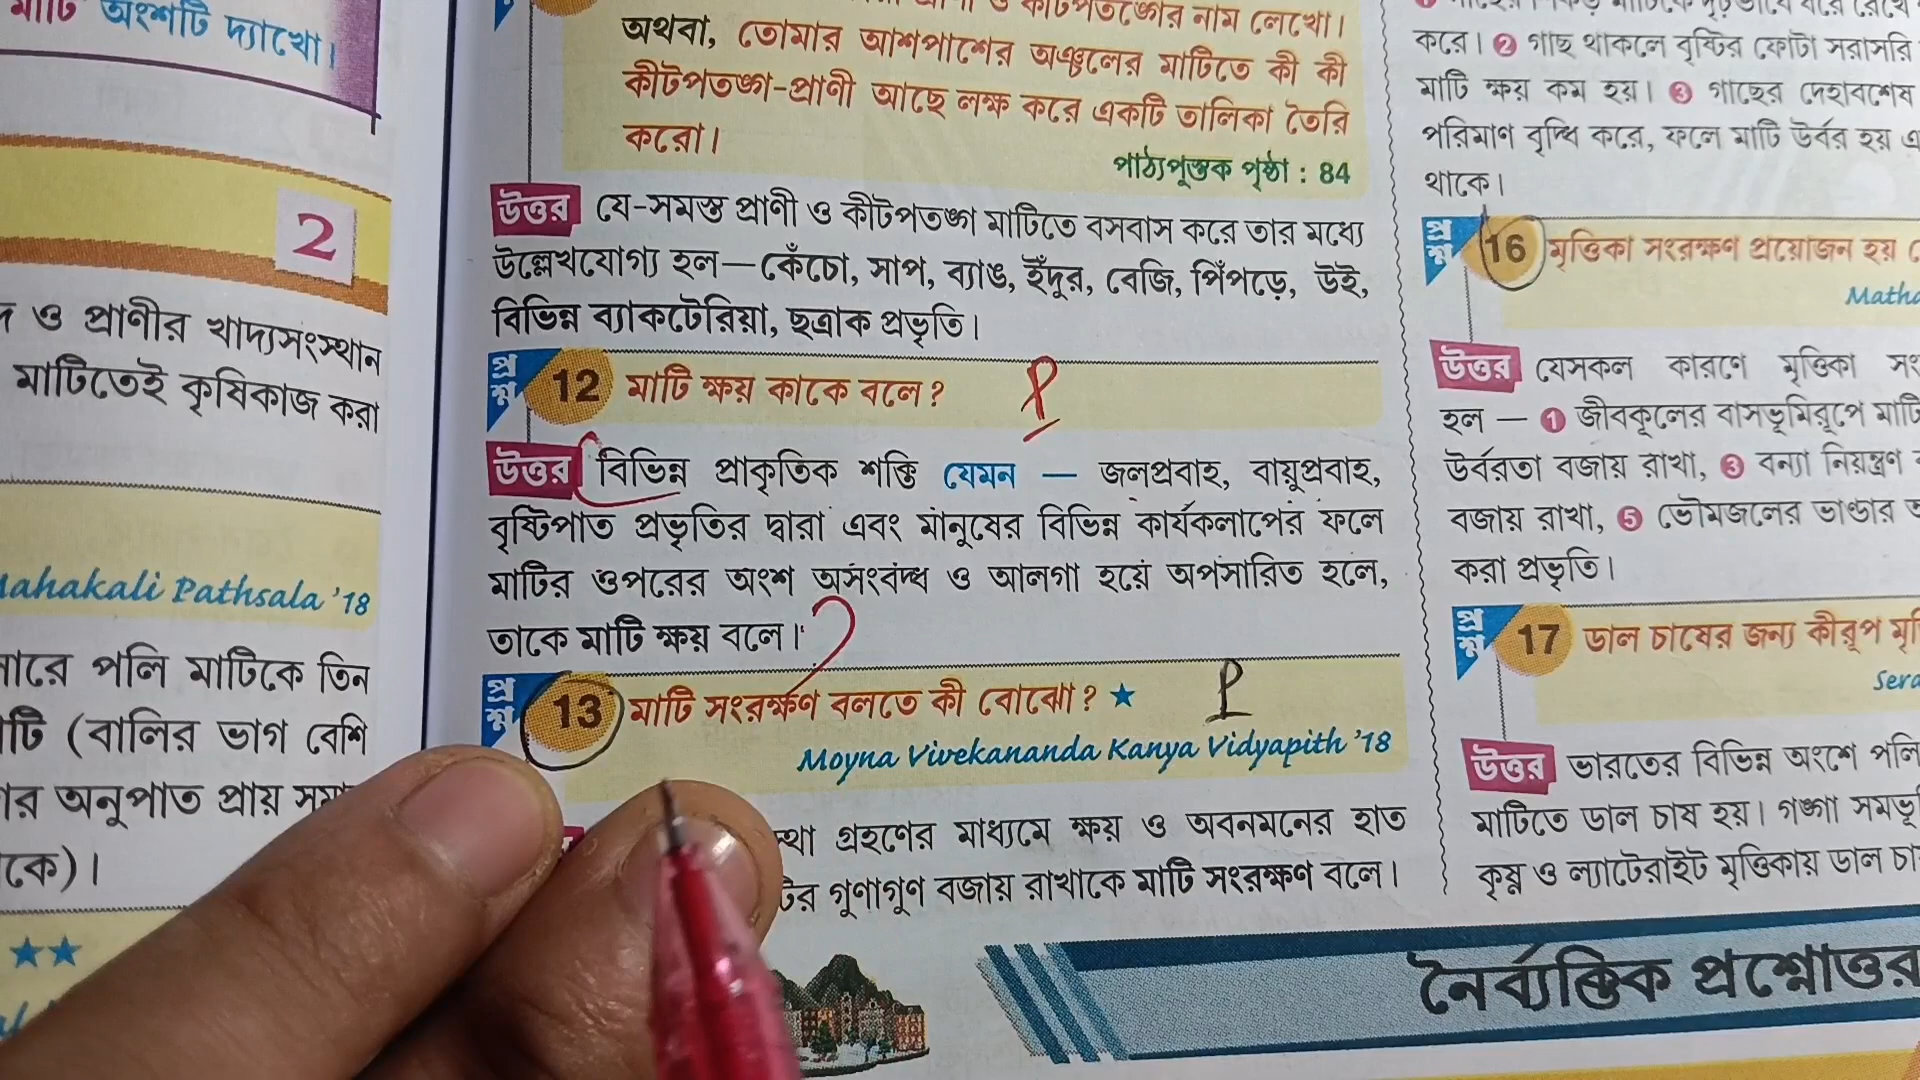 মাটি অংশটি দ্যাখো।
2
ও প্রাণীর খাদ্যসংস্থান
মাটিতেই কৃষিকাজ করা
Mahakali Pathsala '18
পলি মাটিকে তিন
(বালির ভাগ বেশি
অনুপাত প্রায়
কে)।
★★
ও কীটপতঙ্গের নাম লেখো।
অথবা, তোমার আশপাশের অঞ্চলের মাটিতে কী কী
কীটপতঙ্গ-প্রাণী আছে লক্ষ করে একটি তালিকা তৈরি
করো।
পাঠ্যপুস্তক পৃষ্ঠা : 84
উত্তর যে-সমস্ত প্রাণী ও কীটপতঙ্গ মাটিতে বসবাস করে তার মধ্যে
উল্লেখযোগ্য হল—কেঁচো, সাপ, ব্যাঙ, ইঁদুর, বেজি, পিঁপড়ে, উই,
বিভিন্ন ব্যাকটেরিয়া, ছত্রাক প্রভৃতি।
প্রশ্ন 12 মাটি ক্ষয় কাকে বলে?
উত্তর বিভিন্ন প্রাকৃতিক শক্তি যেমন — জলপ্রবাহ, বায়ুপ্রবাহ,
বৃষ্টিপাত প্রভৃতির দ্বারা এবং মানুষের বিভিন্ন কার্যকলাপের ফলে
মাটির ওপরের অংশ অসংবদ্ধ ও আলগা হয়ে অপসারিত হলে,
তাকে মাটি ক্ষয় বলে।
প্রশ্ন 13 মাটি সংরক্ষণ বলতে কী বোঝো? ★
Moyna Vivekananda Kanya Vidyapith '18
গ্রহণের মাধ্যমে ক্ষয় ও অবনমনের হাত
গুণাগুণ বজায় রাখাকে মাটি সংরক্ষণ বলে।
করে। 2 গাছ থাকলে বৃষ্টির ফোটা সরাসরি
মাটি ক্ষয় কম হয়। 3 গাছের দেহাবশেষ
পরিমাণ বৃদ্ধি করে, ফলে মাটি উর্বর হয়
থাকে।
প্রশ্ন 16 মৃত্তিকা সংরক্ষণ প্রয়োজন হয়
উত্তর যেসকল কারণে মৃত্তিকা
হল — 1 জীবকূলের বাসভূমিরূপে মাটি
উর্বরতা বজায় রাখা, 3 বন্যা নিয়ন্ত্রণ
বজায় রাখা, 5 ভৌমজলের ভাণ্ডার
করা প্রভৃতি।
প্রশ্ন 17 ডাল চাষের জন্য কীরূপ
উত্তর ভারতের বিভিন্ন অংশে পলি
মাটিতে ডাল চাষ হয়। গঙ্গা
কৃষ্ণ ও ল্যাটেরাইট মৃত্তিকায় ডাল
নৈর্ব্যক্তিক প্রশ্নোত্তর